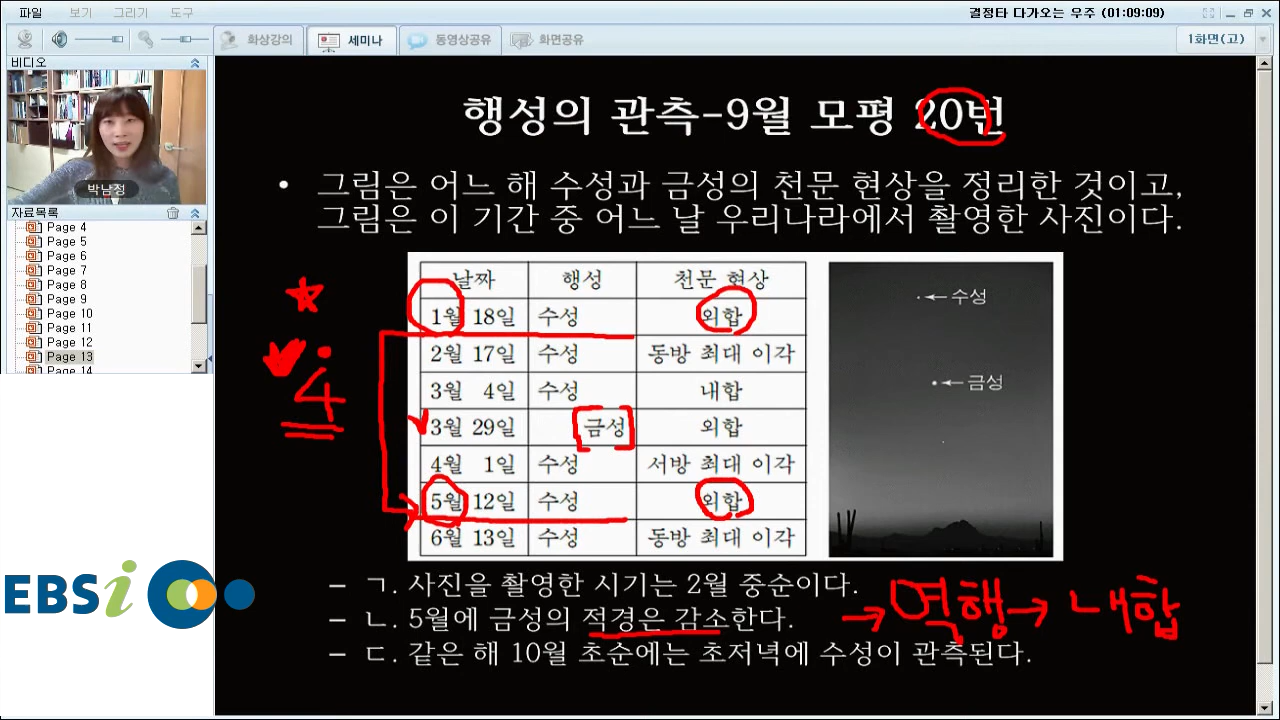 파일 보기 그리기 도구
결정타 다가오는 우주 (01:09:09)
화상강의 세미나 동영상공유 화면공유 1화면(고)
비디오
박남정
자료목록
Page 4
Page 5
Page 6
Page 7
Page 8
Page 9
Page 10
Page 11
Page 12
Page 13
Page 14
EBSi
행성의 관측-9월 모평 20번
• 그림은 어느 해 수성과 금성의 천문 현상을 정리한 것이고,
그림은 이 기간 중 어느 날 우리나라에서 촬영한 사진이다.
날짜 행성 천문 현상
1월 18일 수성 외합
2월 17일 수성 동방 최대 이각
3월 4일 수성 내합
3월 29일 금성 외합
4월 1일 수성 서방 최대 이각
5월 12일 수성 외합
6월 13일 수성 동방 최대 이각
←수성
←금성
4
– ㄱ. 사진을 촬영한 시기는 2월 중순이다.
– ㄴ. 5월에 금성의 적경은 감소한다.
→역행→내합
– ㄷ. 같은 해 10월 초순에는 초저녁에 수성이 관측된다.